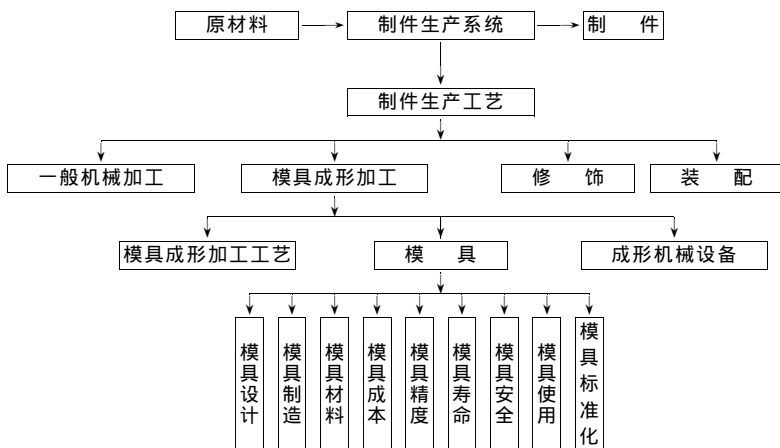 原材料 制件生产系统 制 件
制件生产工艺
一般机械加工 模具成形加工 修 饰 装 配
模具成形加工工艺 模 具 成形机械设备
模具设计
模具制造
模具材料
模具成本
模具精度
模具寿命
模具安全
模具使用
模具标准化